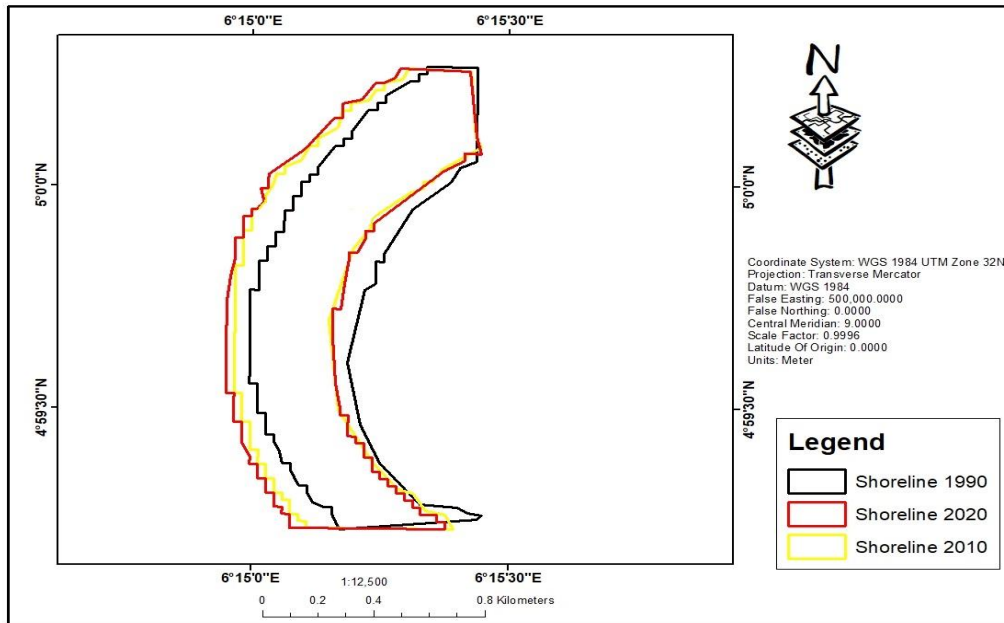 6°15'0"E 6°15'30"E
N
5°0'0"N 5°0'0"N
Coordinate System: WGS 1984 UTM Zone 32N
Projection: Transverse Mercator
Datum: WGS 1984
False Easting: 500,000.0000
False Northing: 0.0000
Central Meridian: 9.0000
Scale Factor: 0.9996
Latitude Of Origin: 0.0000
Units: Meter
4°59'30"N 4°59'30"N
Legend
Shoreline 1990
Shoreline 2020
Shoreline 2010
6°15'0"E 6°15'30"E
1:12,500
0 0.2 0.4 0.8 Kilometers